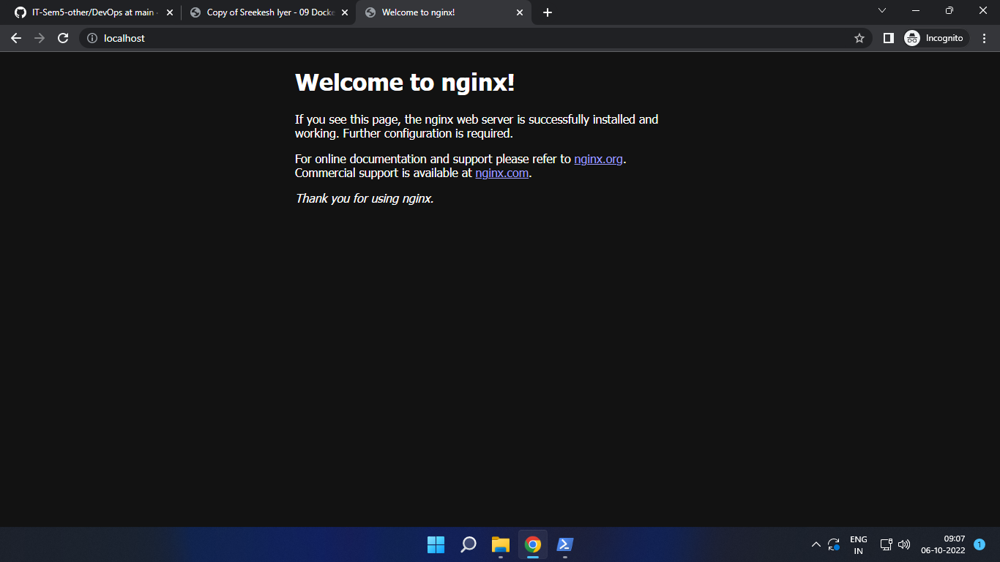 IT-Sem5-other/DevOps at main ·
Copy of Sreekesh Iyer - 09 Docke
Welcome to nginx!
localhost
Incognito
Welcome to nginx!
If you see this page, the nginx web server is successfully installed and
working. Further configuration is required.
For online documentation and support please refer to nginx.org.
Commercial support is available at nginx.com.
Thank you for using nginx.
ENG
IN
09:07
06-10-2022
1